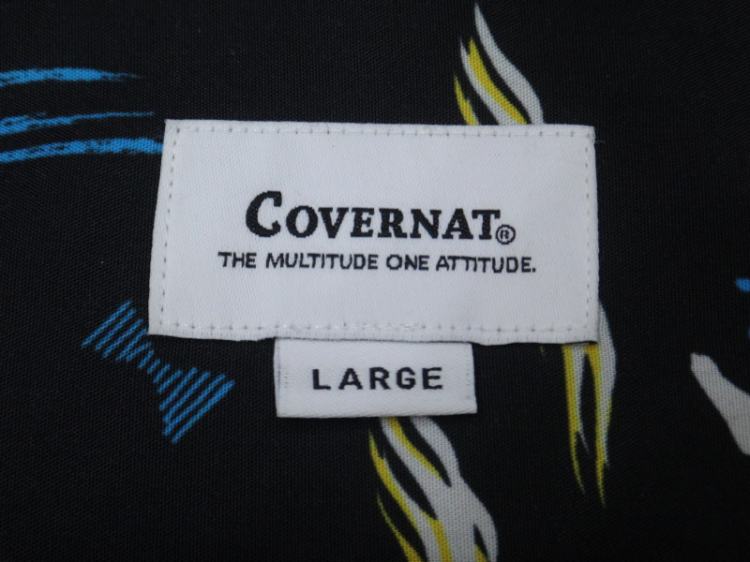 COVERNAT®
THE MULTITUDE ONE ATTITUDE.
LARGE